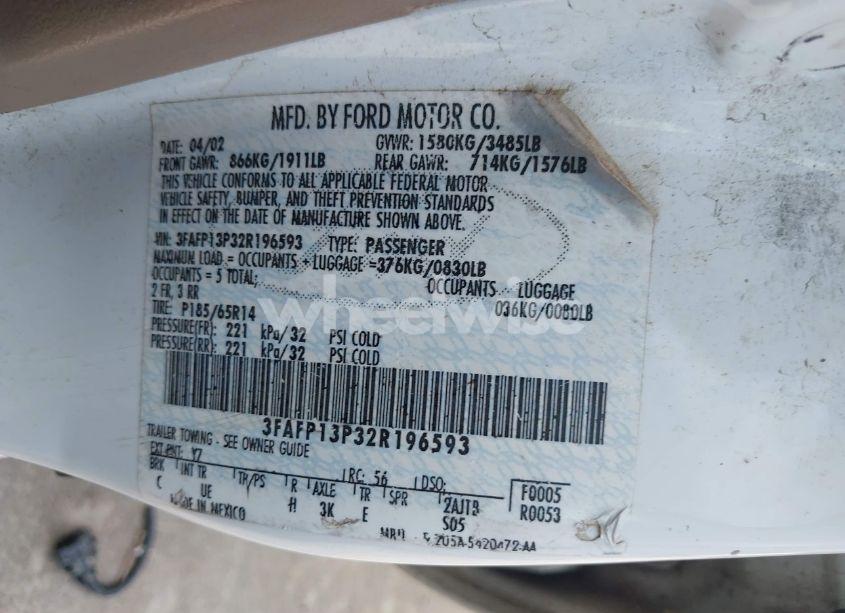 MFD. BY FORD MOTOR CO.
DATE: 04/02 GVWR: 1580KG/3485LB
FRONT GAWR: 866KG/1911LB REAR GAWR: 714KG/1576LB
THIS VEHICLE CONFORMS TO ALL APPLICABLE FEDERAL MOTOR
VEHICLE SAFETY, BUMPER, AND THEFT PREVENTION STANDARDS
IN EFFECT ON THE DATE OF MANUFACTURE SHOWN ABOVE.
VIN: 3FAFP13P32R196593 TYPE: PASSENGER
MAXIMUM LOAD = OCCUPANTS + LUGGAGE =376KG/0830LB
OCCUPANTS = 5 TOTAL; OCCUPANTS LUGGAGE
2 FR, 3 RR 036KG/0080LB
wheelwise
TIRE: P185/65R14
PRESSURE(FR): 221 kPa/32 PSI COLD
PRESSURE(RR): 221 kPa/32 PSI COLD
3FAFP13P32R196593
TRAILER TOWING - SEE OWNER GUIDE
EXT PNT: YZ RC: 56 DSO:
BRK INT TR TR/PS R AXLE TR SPR F0005
C UE H 3K E 2AJTB R0053
MADE IN MEXICO S05